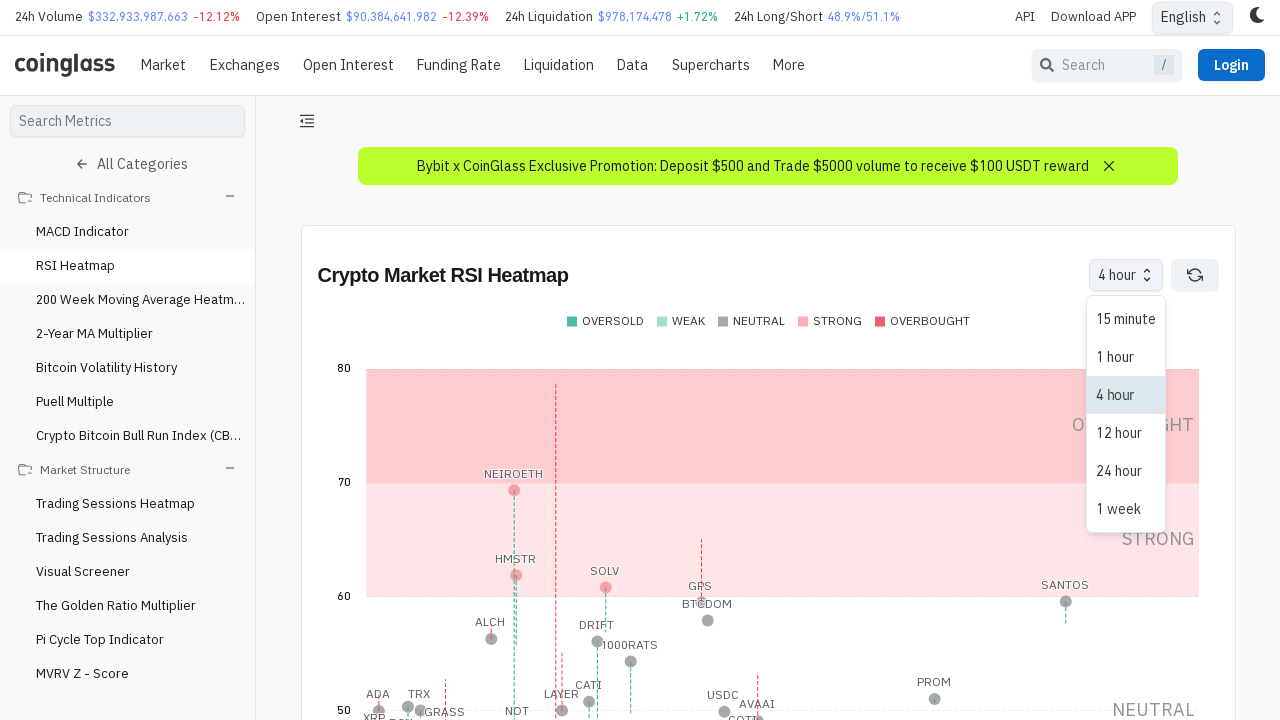 24h Volume $332,933,987,663 -12.12% Open Interest $90,384,641,982 -12.39% 24h Liquidation $978,174,478 +1.72% 24h Long/Short 48.9%/51.1% API Download APP English
coinglass Market Exchanges Open Interest Funding Rate Liquidation Data Supercharts More Search / Login
Search Metrics
All Categories
Technical Indicators
MACD Indicator
RSI Heatmap
200 Week Moving Average Heatm...
2-Year MA Multiplier
Bitcoin Volatility History
Puell Multiple
Crypto Bitcoin Bull Run Index (CB...
Market Structure
Trading Sessions Heatmap
Trading Sessions Analysis
Visual Screener
The Golden Ratio Multiplier
Pi Cycle Top Indicator
MVRV Z - Score
Bybit x CoinGlass Exclusive Promotion: Deposit $500 and Trade $5000 volume to receive $100 USDT reward
Crypto Market RSI Heatmap
4 hour
OVERSOLD WEAK NEUTRAL STRONG OVERBOUGHT
15 minute
1 hour
4 hour
12 hour
24 hour
1 week
80
70
60
50
STRONG
NEUTRAL
NEIROETH
HMSTR
SOLV
GPS
BTCDOM
SANTOS
ALCH
DRIFT
1000RATS
CATI
PROM
ADA
TRX
LAYER
USDC
AVAAI
XRP
GRASS
NOT